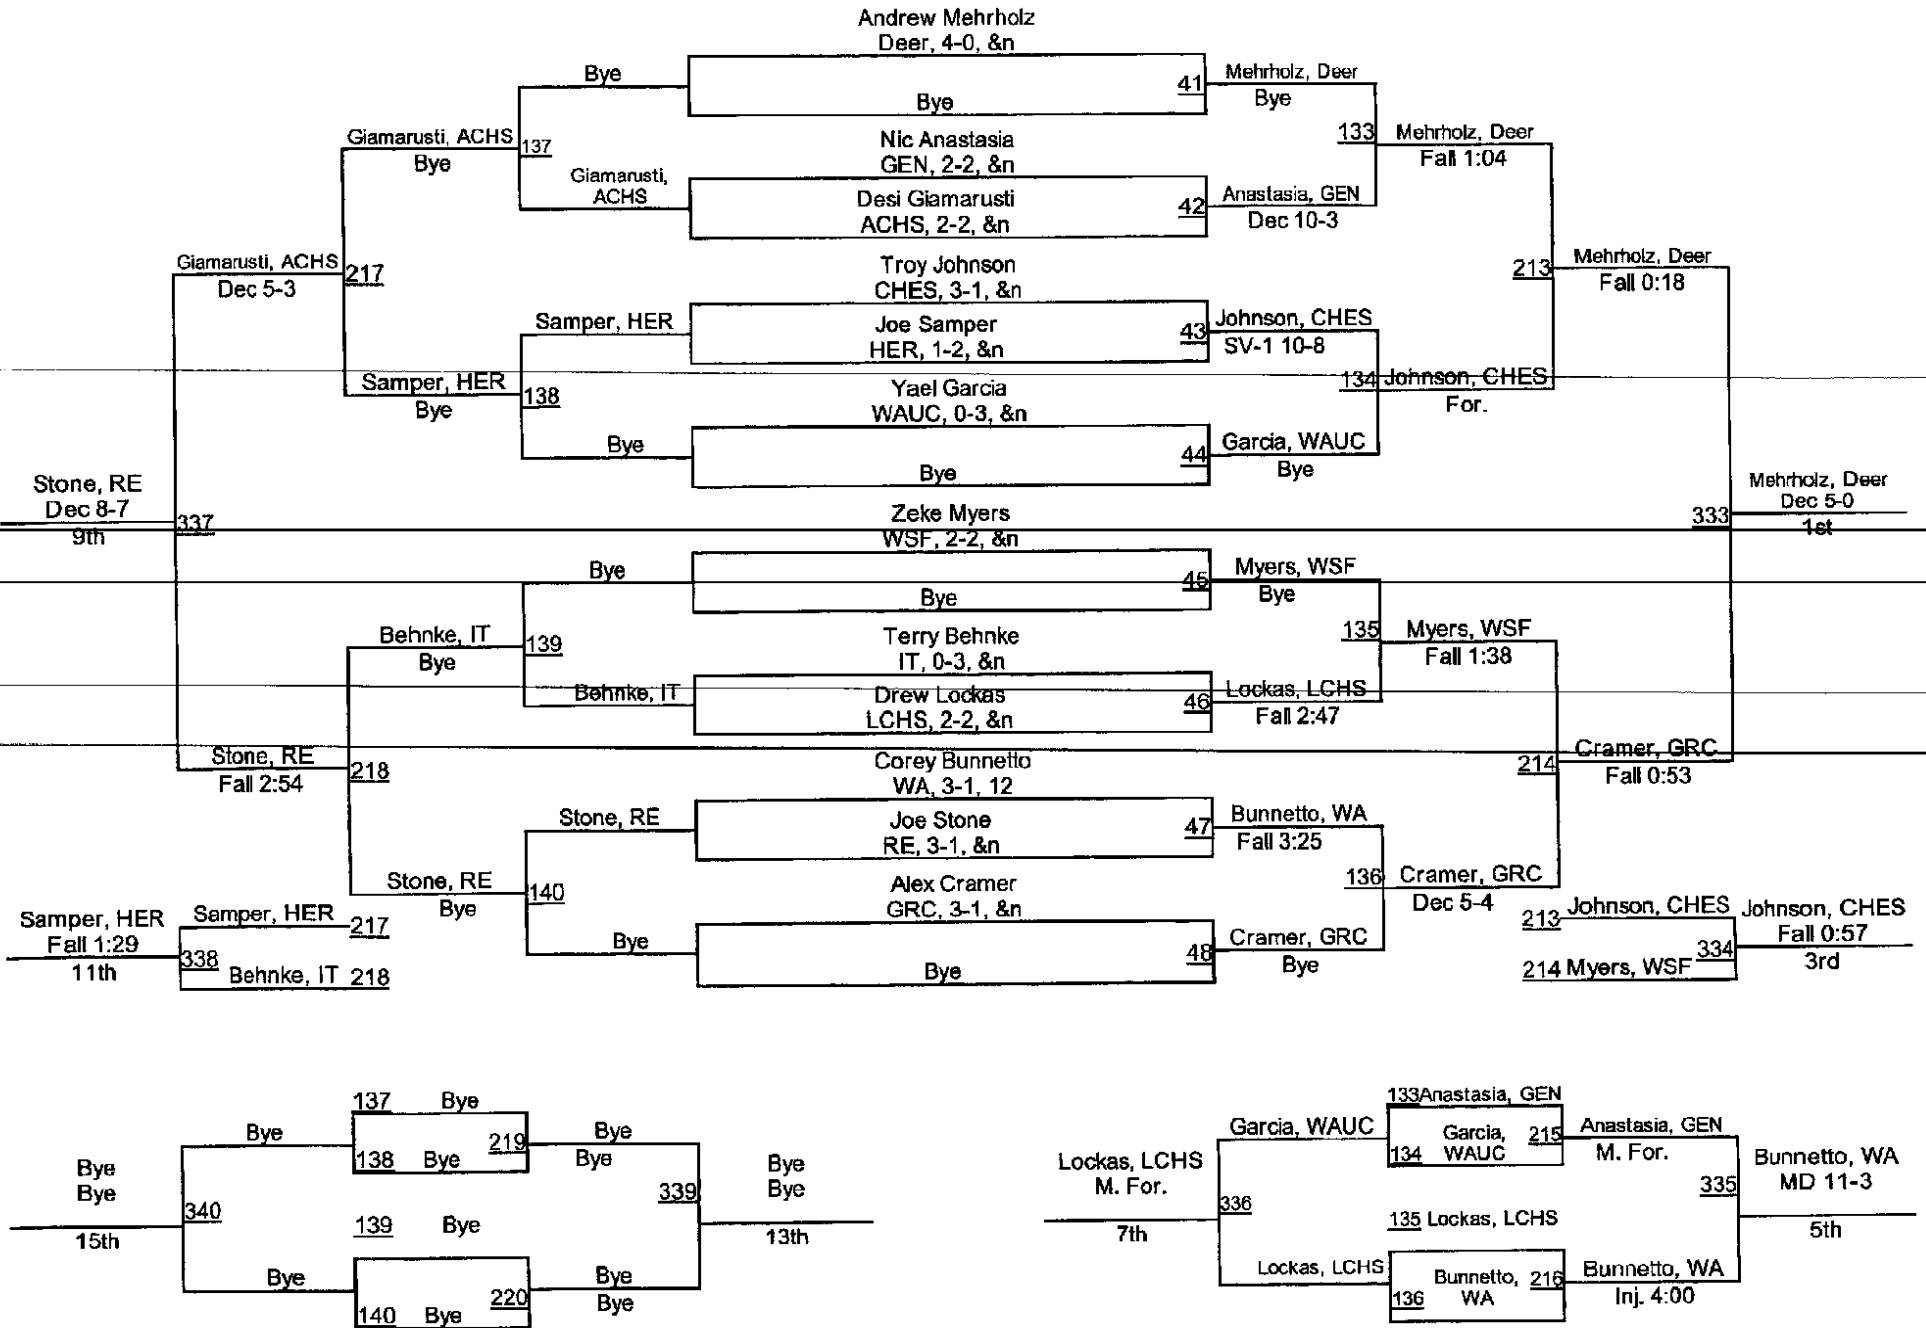 Andrew Mehrholz
Deer, 4-0, &n
Bye
41
Bye
Mehrholz, Deer
Bye
Giamarusti, ACHS
Bye
137
133
Mehrholz, Deer
Fall 1:04
Nic Anastasia
GEN, 2-2, &n
Giamarusti,
ACHS
Desi Giamarusti
ACHS, 2-2, &n
42
Anastasia, GEN
Dec 10-3
Giamarusti, ACHS
Dec 5-3
217
213
Mehrholz, Deer
Fall 0:18
Troy Johnson
CHES, 3-1, &n
Samper, HER
Joe Samper
HER, 1-2, &n
43
Johnson, CHES
SV-1 10-8
Samper, HER
Bye
138
134
Johnson, CHES
For.
Yael Garcia
WAUC, 0-3, &n
Bye
44
Bye
Garcia, WAUC
Bye
Stone, RE
Dec 8-7
9th
337
333
Mehrholz, Deer
Dec 5-0
1st
Zeke Myers
WSF, 2-2, &n
Bye
45
Bye
Myers, WSF
Bye
Behnke, IT
Bye
139
135
Myers, WSF
Fall 1:38
Terry Behnke
IT, 0-3, &n
Behnke, IT
Drew Lockas
LCHS, 2-2, &n
46
Lockas, LCHS
Fall 2:47
Stone, RE
Fall 2:54
218
214
Cramer, GRC
Fall 0:53
Corey Bunnetto
WA, 3-1, 12
Stone, RE
Joe Stone
RE, 3-1, &n
47
Bunnetto, WA
Fall 3:25
Stone, RE
Bye
140
136
Cramer, GRC
Dec 5-4
Alex Cramer
GRC, 3-1, &n
Bye
48
Bye
Cramer, GRC
Bye
Samper, HER
Fall 1:29
11th
338
Samper, HER 217
Behnke, IT 218
213 Johnson, CHES
214 Myers, WSF
334
Johnson, CHES
Fall 0:57
3rd
137 Bye
138 Bye
219
Bye
Bye
Bye
Bye
Bye
15th
340
139 Bye
339
Bye
Bye
13th
Bye
140 Bye
220
Bye
Bye
133 Anastasia, GEN
Garcia, WAUC
134
Garcia,
WAUC
215
Anastasia, GEN
M. For.
Lockas, LCHS
M. For.
7th
336
135 Lockas, LCHS
335
Bunnetto, WA
MD 11-3
5th
Lockas, LCHS
136
Bunnetto,
WA
216
Bunnetto, WA
Inj. 4:00